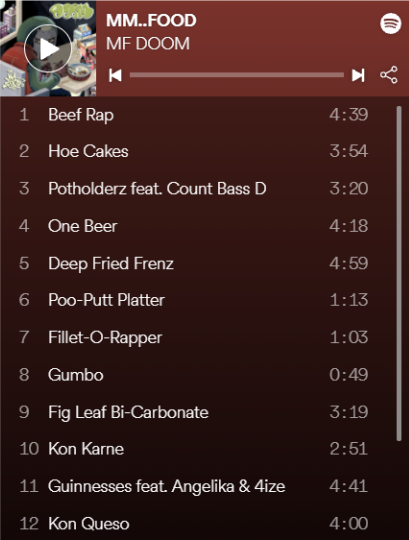 MM..FOOD
MF DOOM
1 Beef Rap 4:39
2 Hoe Cakes 3:54
3 Potholderz feat. Count Bass D 3:20
4 One Beer 4:18
5 Deep Fried Frenz 4:59
6 Poo-Putt Platter 1:13
7 Fillet-O-Rapper 1:03
8 Gumbo 0:49
9 Fig Leaf Bi-Carbonate 3:19
10 Kon Karne 2:51
11 Guinnesses feat. Angelika & 4ize 4:41
12 Kon Queso 4:00